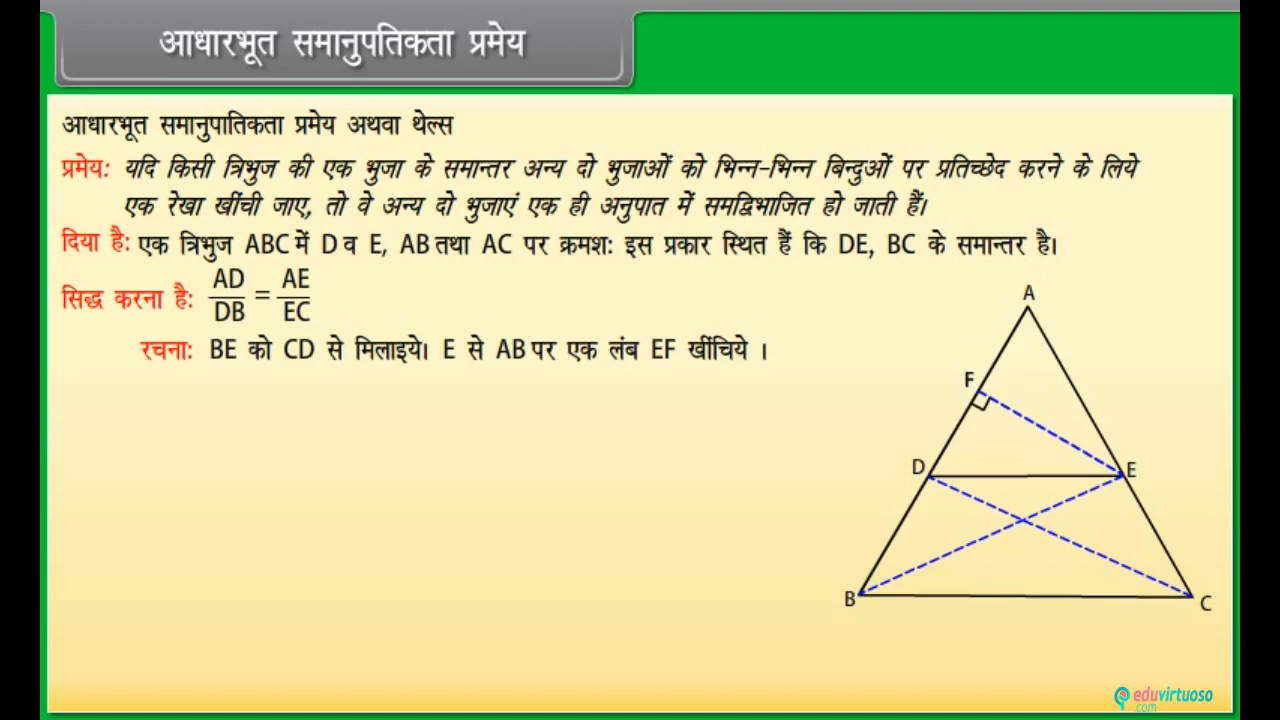 आधारभूत समानुपतिकता प्रमेय
आधारभूत समानुपातिकता प्रमेय अथवा थेल्स
प्रमेय: यदि किसी त्रिभुज की एक भुजा के समान्तर अन्य दो भुजाओं को भिन्न-भिन्न बिन्दुओं पर प्रतिच्छेद करने के लिये
एक रेखा खींची जाए, तो वे अन्य दो भुजाएं एक ही अनुपात में समद्विभाजित हो जाती हैं।
दिया है: एक त्रिभुज ABC में D व E, AB तथा AC पर क्रमश: इस प्रकार स्थित हैं कि DE, BC के समान्तर है।
सिद्ध करना है: AD/DB = AE/EC
रचना: BE को CD से मिलाइये। E से AB पर एक लंब EF खींचिये ।
A
F
D
E
B
C
eduvirtuoso
.com